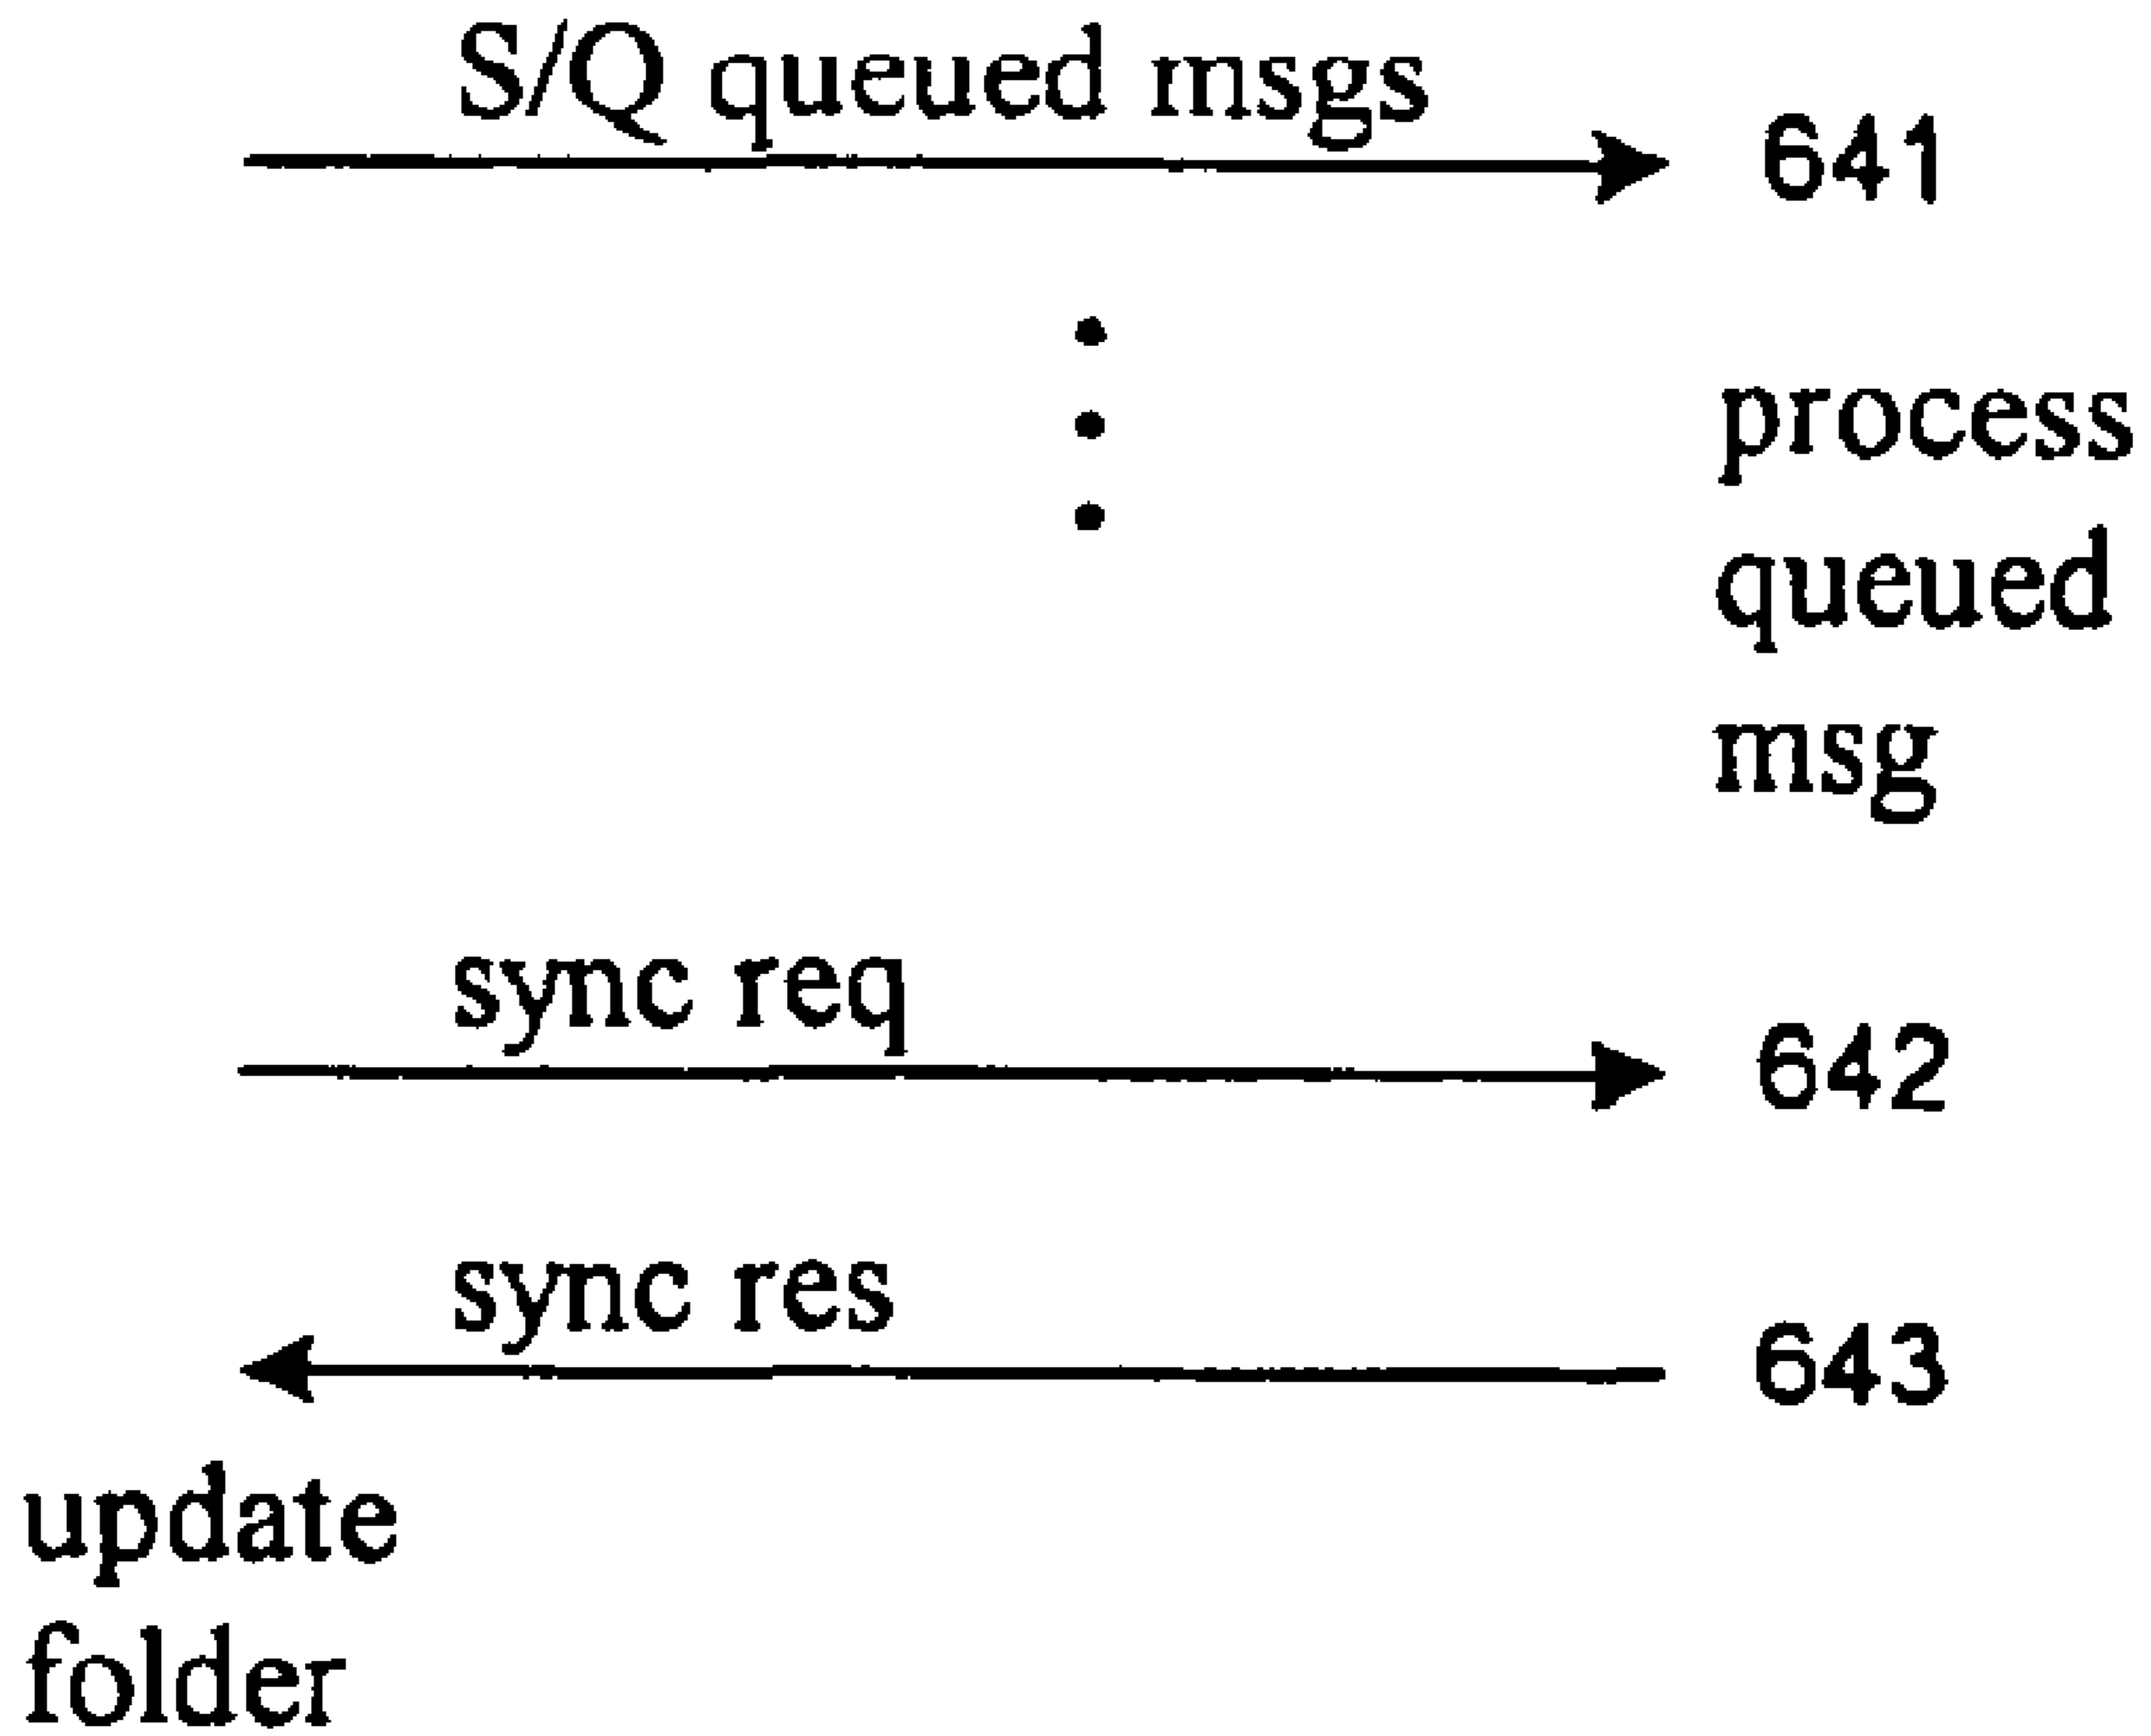 S/Q queued msgs
641
process
queued
msg
sync req
642
sync res
643
update
folder